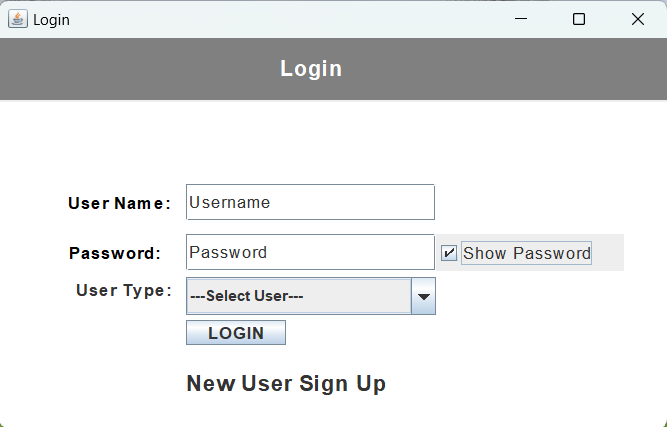 Login
Login
User Name: Username
Password: Password Show Password
User Type: ---Select User---
LOGIN
New User Sign Up